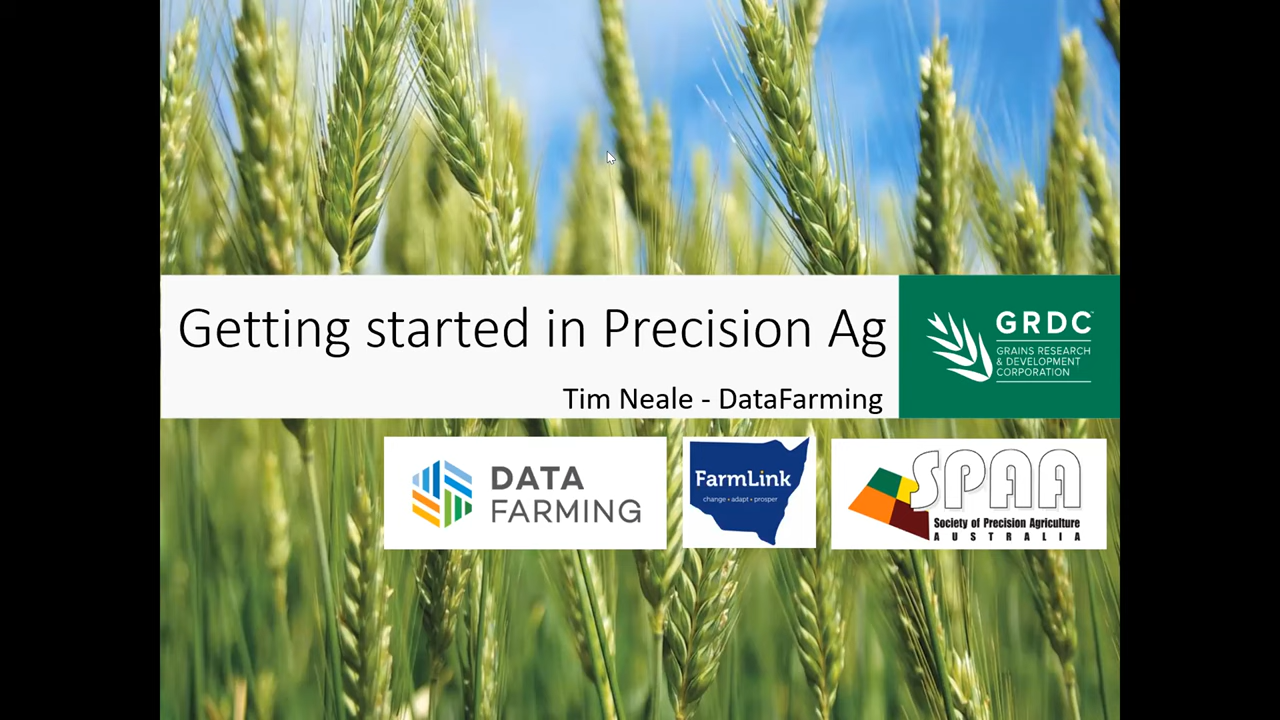 Getting started in Precision Ag
Tim Neale - DataFarming
GRDC
GRAINS RESEARCH
& DEVELOPMENT
CORPORATION
DATA
FARMING
FarmLink
change • adapt • prosper
SPAA
Society of Precision Agriculture
AUSTRALIA